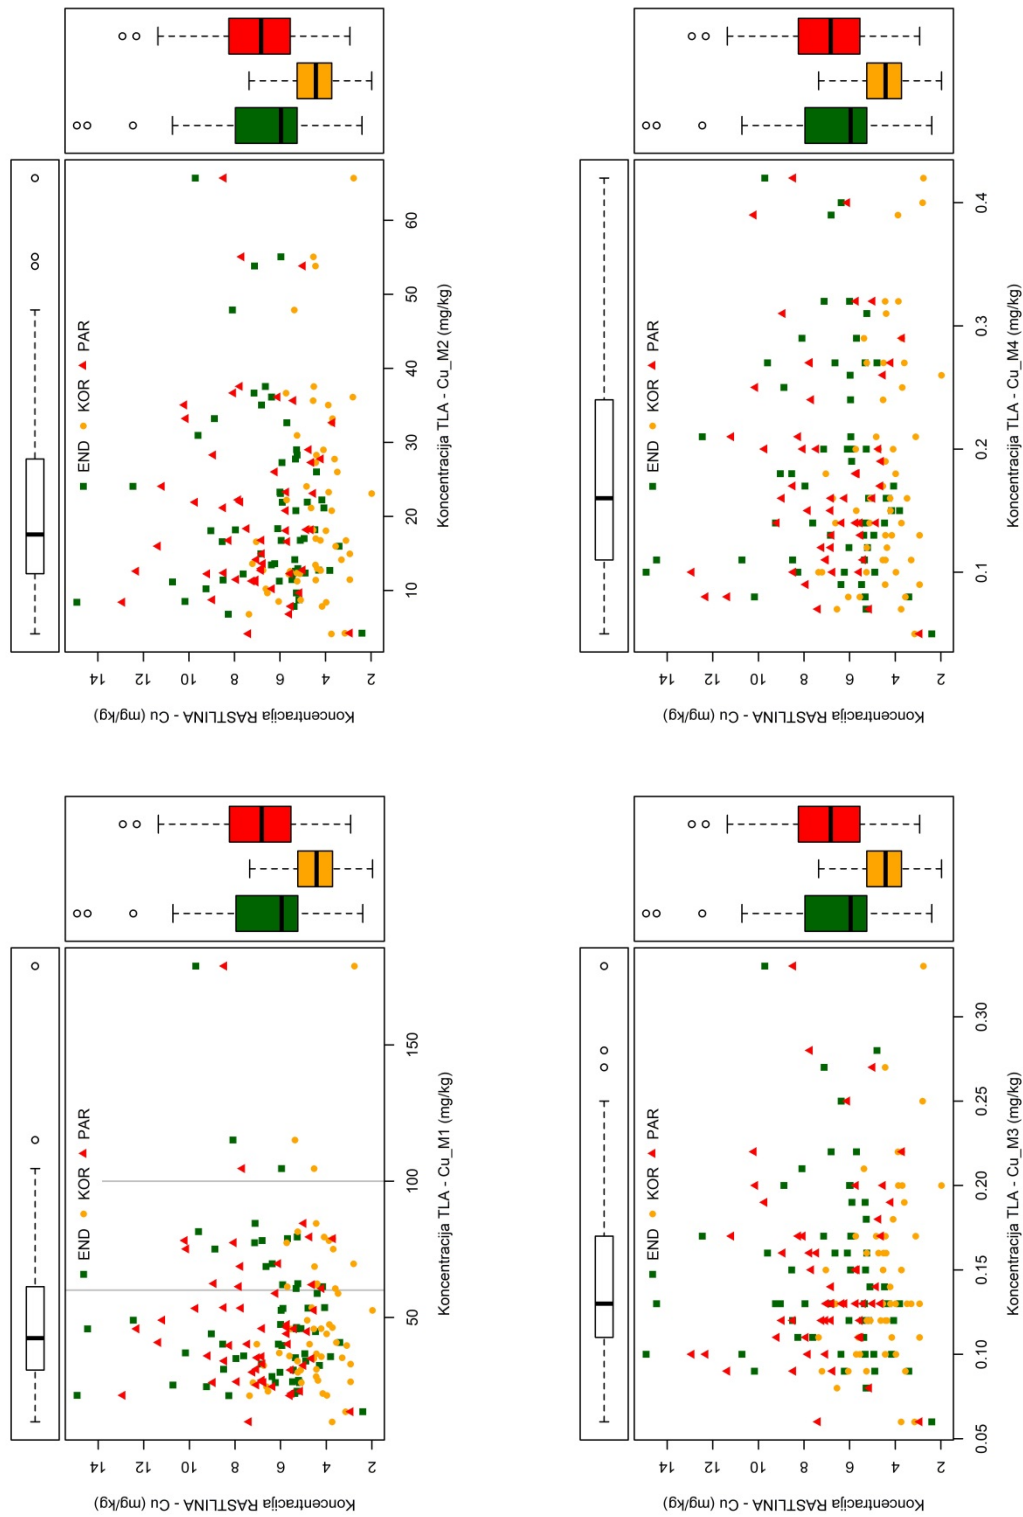 END KOR PAR
14
12
10
8
6
4
2
Koncentracija RASTLINA - Cu (mg/kg)
50 100 150
Koncentracija TLA - Cu_M1 (mg/kg)
END KOR PAR
14
12
10
8
6
4
2
Koncentracija RASTLINA - Cu (mg/kg)
10 20 30 40 50 60
Koncentracija TLA - Cu_M2 (mg/kg)
END KOR PAR
14
12
10
8
6
4
2
Koncentracija RASTLINA - Cu (mg/kg)
0.05 0.10 0.15 0.20 0.25 0.30
Koncentracija TLA - Cu_M3 (mg/kg)
END KOR PAR
14
12
10
8
6
4
2
Koncentracija RASTLINA - Cu (mg/kg)
0.1 0.2 0.3 0.4
Koncentracija TLA - Cu_M4 (mg/kg)